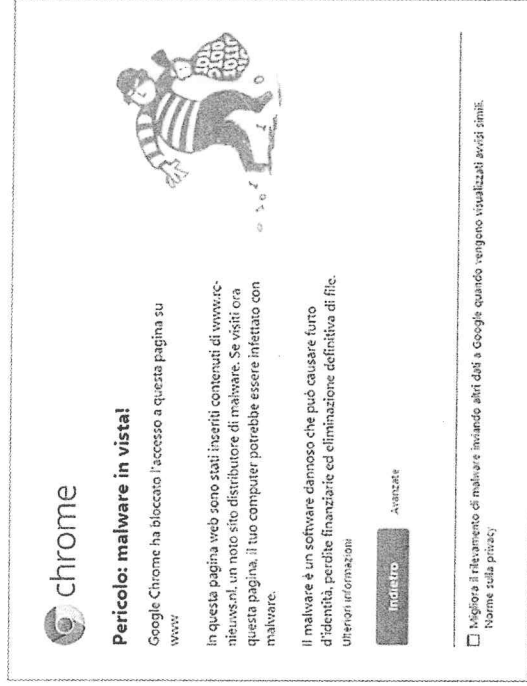 chrome
Pericolo: malware in vista!
Google Chrome ha bloccato l'accesso a questa pagina su
www
In questa pagina web sono stati inseriti contenuti di www.rc-
nieuws.nl, un noto sito distributore di malware. Se visiti ora
questa pagina, il tuo computer potrebbe essere infettato con
malware.
Il malware è un software dannoso che può causare furto
d'identità, perdite finanziarie ed eliminazione definitiva di file.
Ulteriori informazioni
Indietro Avanzate
Migliora il rilevamento di malware inviando altri dati a Google quando vengono visualizzati avvisi simili.
Norme sulla privacy